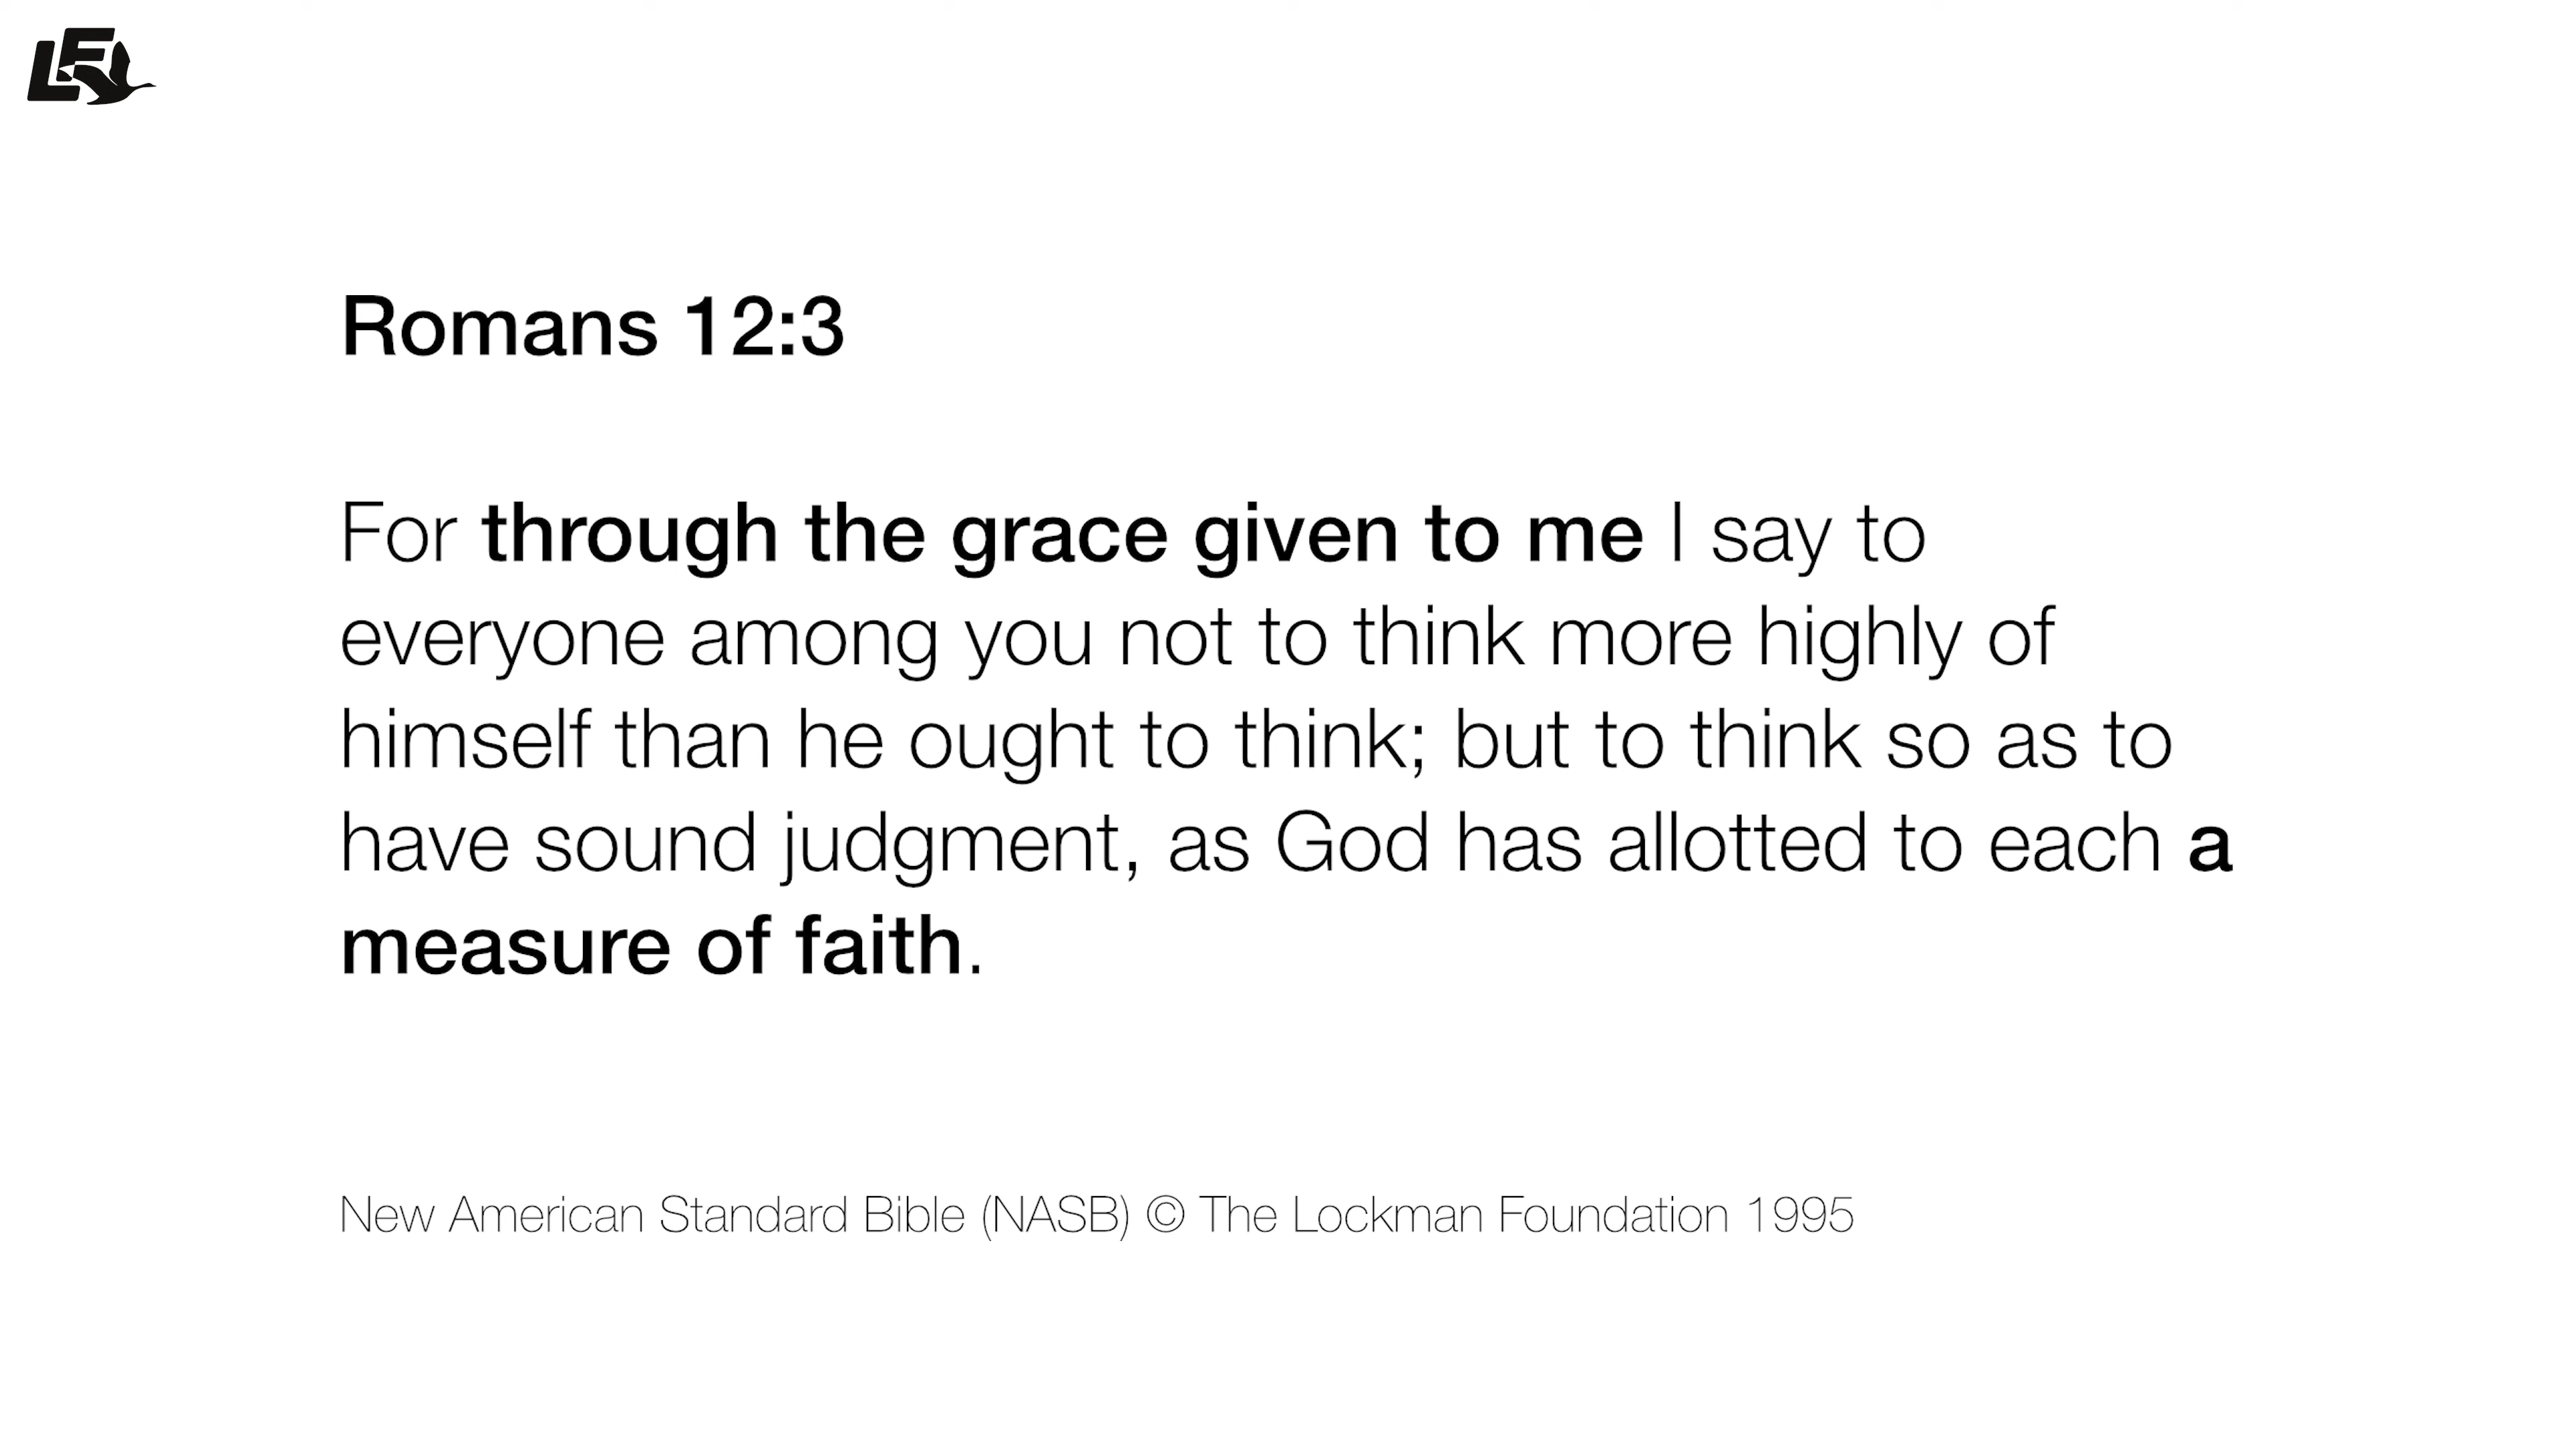 LF
Romans 12:3
For through the grace given to me I say to
everyone among you not to think more highly of
himself than he ought to think; but to think so as to
have sound judgment, as God has allotted to each a
measure of faith.
New American Standard Bible (NASB) © The Lockman Foundation 1995